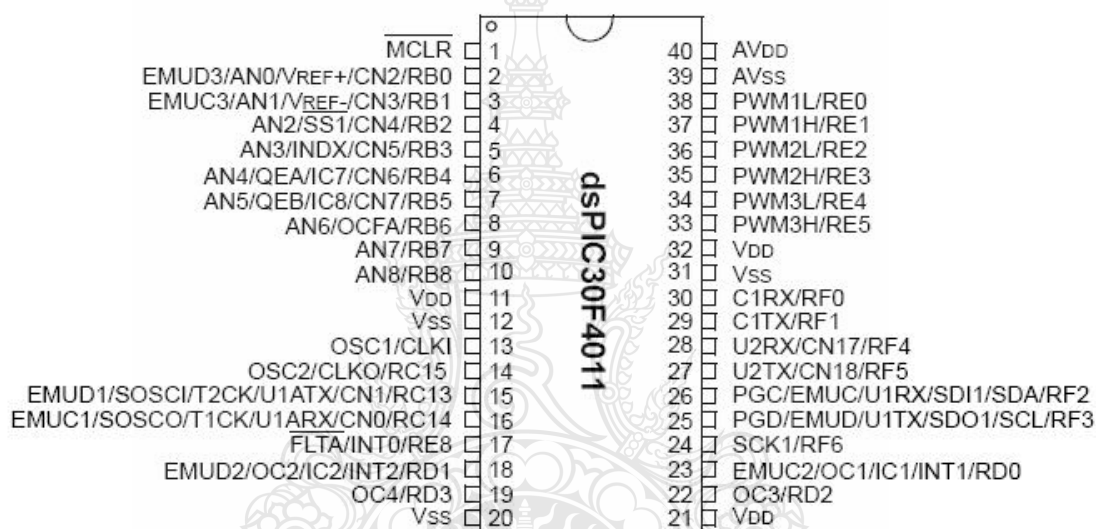 MCLR 1
EMUD3/AN0/VREF+/CN2/RB0 2
EMUC3/AN1/VREF-/CN3/RB1 3
AN2/SS1/CN4/RB2 4
AN3/INDX/CN5/RB3 5
AN4/QEA/IC7/CN6/RB4 6
AN5/QEB/IC8/CN7/RB5 7
AN6/OCFA/RB6 8
AN7/RB7 9
AN8/RB8 10
VDD 11
VSS 12
OSC1/CLKI 13
OSC2/CLKO/RC15 14
EMUD1/SOSCI/T2CK/U1ATX/CN1/RC13 15
EMUC1/SOSCO/T1CK/U1ARX/CN0/RC14 16
FLTA/INT0/RE8 17
EMUD2/OC2/IC2/INT2/RD1 18
OC4/RD3 19
VSS 20
dsPIC30F4011
40 AVDD
39 AVSS
38 PWM1L/RE0
37 PWM1H/RE1
36 PWM2L/RE2
35 PWM2H/RE3
34 PWM3L/RE4
33 PWM3H/RE5
32 VDD
31 VSS
30 C1RX/RF0
29 C1TX/RF1
28 U2RX/CN17/RF4
27 U2TX/CN18/RF5
26 PGC/EMUC/U1RX/SDI1/SDA/RF2
25 PGD/EMUD/U1TX/SDO1/SCL/RF3
24 SCK1/RF6
23 EMUC2/OC1/IC1/INT1/RD0
22 OC3/RD2
21 VDD